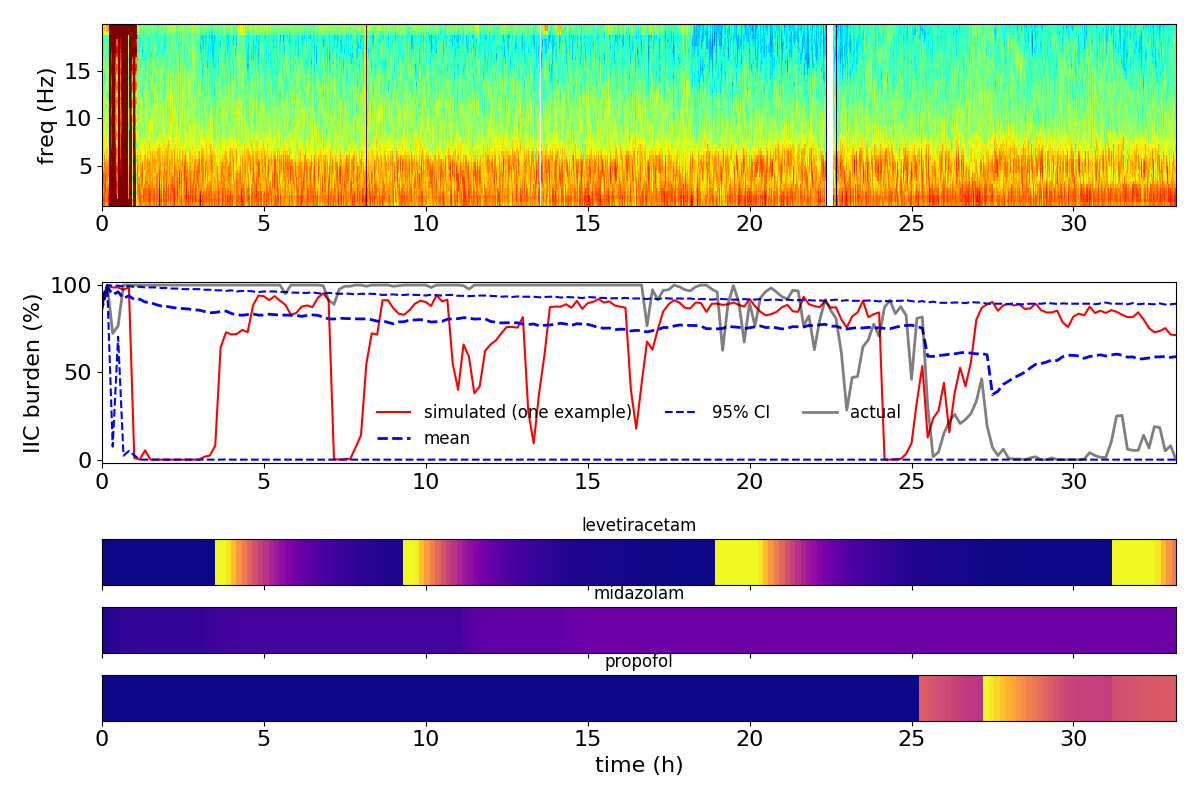 freq (Hz)
15
10
5
0 5 10 15 20 25 30
IIC burden (%)
100
50
0
simulated (one example) 95% CI actual
mean
0 5 10 15 20 25 30
levetiracetam
midazolam
propofol
0 5 10 15 20 25 30
time (h)